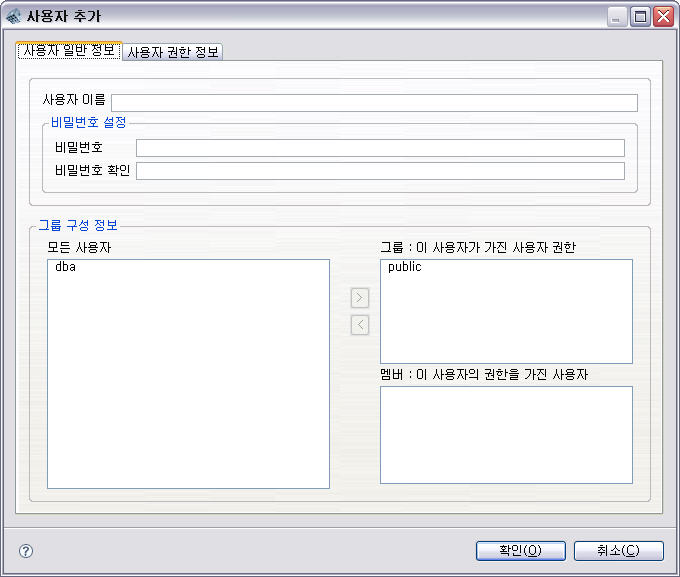 사용자 추가
사용자 일반 정보 사용자 권한 정보
사용자 이름
비밀번호 설정
비밀번호
비밀번호 확인
그룹 구성 정보
모든 사용자
dba
>
<
그룹 : 이 사용자가 가진 사용자 권한
public
멤버 : 이 사용자의 권한을 가진 사용자
?
확인(O) 취소(C)